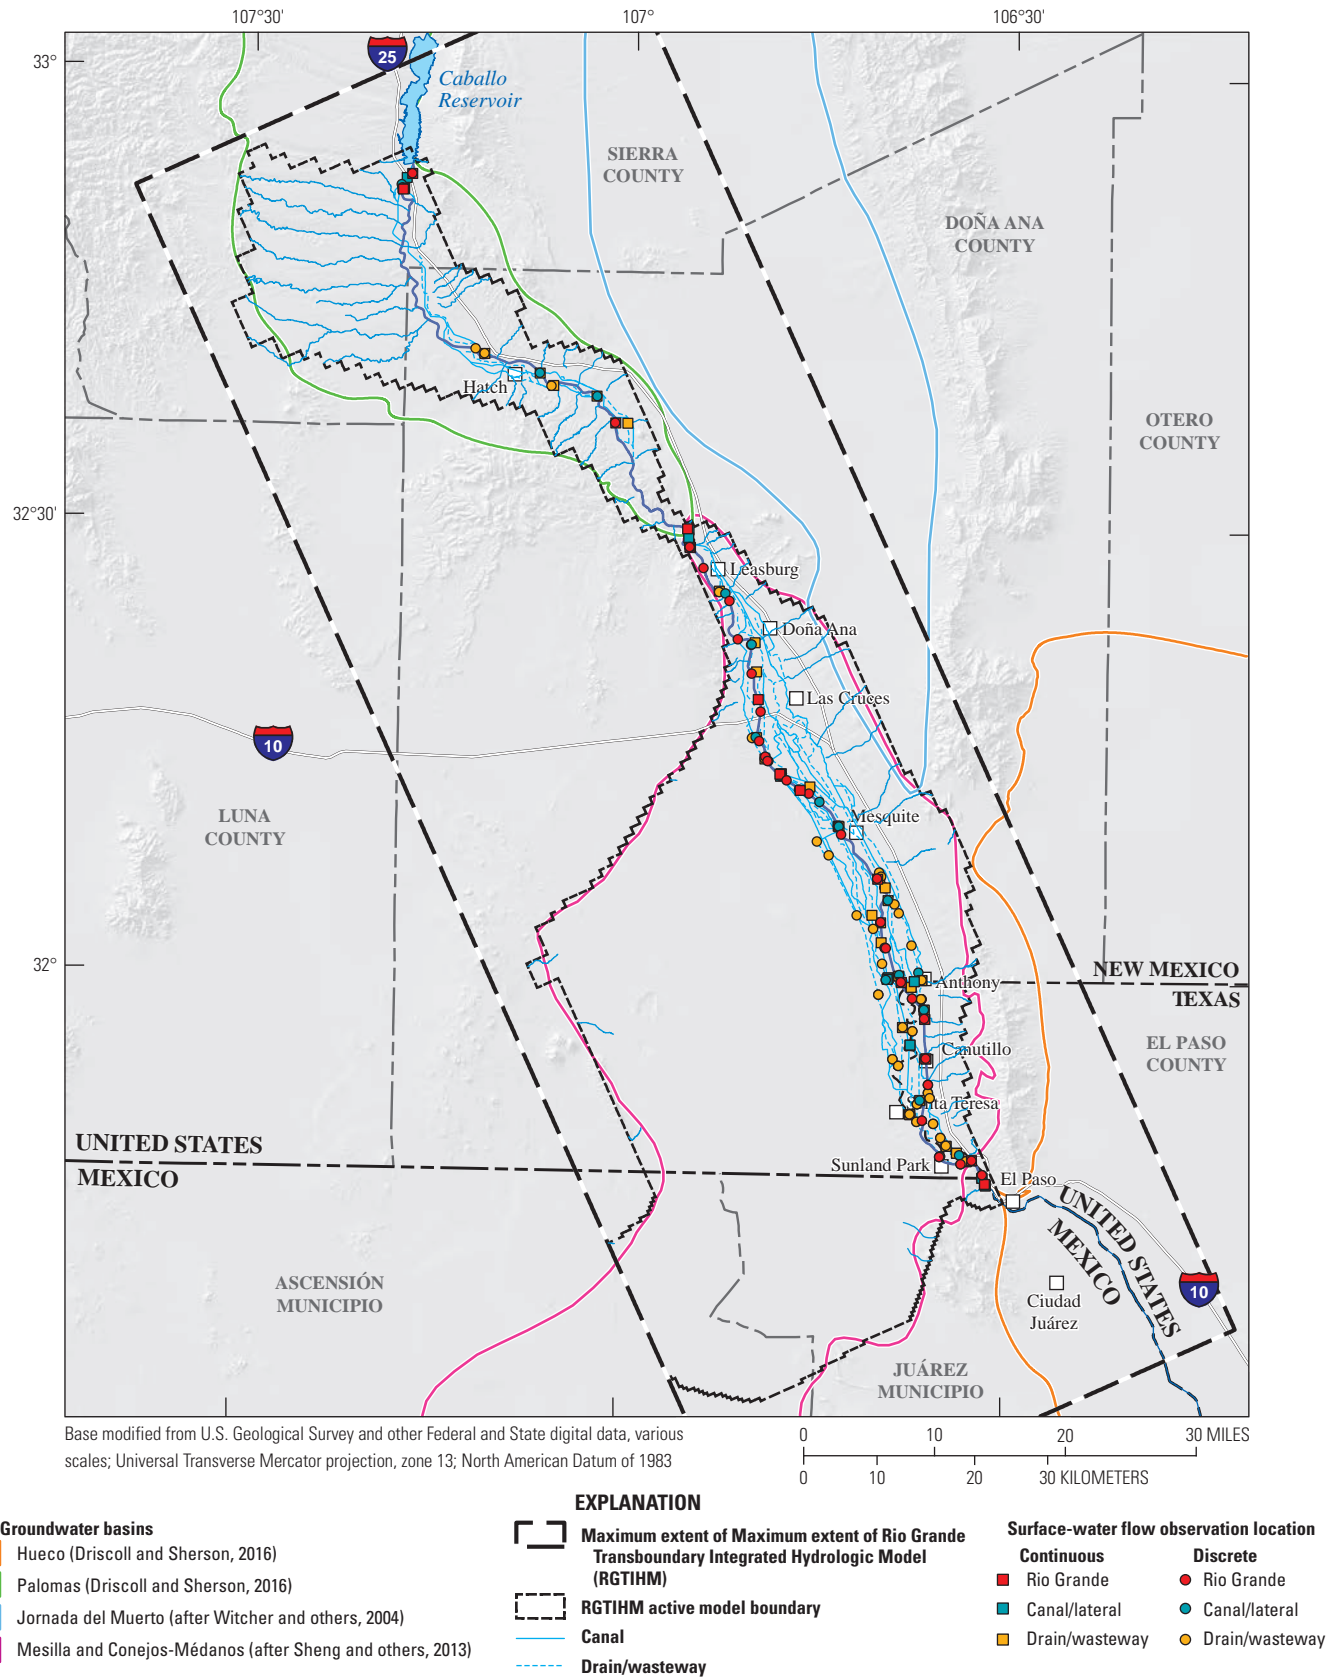 107°30'
107°
106°30'
33°
25
Caballo
Reservoir
SIERRA
COUNTY
DOÑA ANA
COUNTY
Hatch
OTERO
COUNTY
32°30'
Leasburg
Doña Ana
Las Cruces
10
LUNA
COUNTY
Mesquite
32°
NEW MEXICO
Anthony
TEXAS
Canutillo
EL PASO
COUNTY
ta Teresa
UNITED STATES
MEXICO
Sunland Park
El Paso
UNITED STATES
MEXICO
ASCENSIÓN
MUNICIPIO
10
Ciudad
Juárez
JUÁREZ
MUNICIPIO
Base modified from U.S. Geological Survey and other Federal and State digital data, various
scales; Universal Transverse Mercator projection, zone 13; North American Datum of 1983
0 10 20 30 MILES
0 10 20 30 KILOMETERS
EXPLANATION
Groundwater basins
Hueco (Driscoll and Sherson, 2016)
Palomas (Driscoll and Sherson, 2016)
Jornada del Muerto (after Witcher and others, 2004)
Mesilla and Conejos-Médanos (after Sheng and others, 2013)
Maximum extent of Maximum extent of Rio Grande
Transboundary Integrated Hydrologic Model
(RGTIHM)
RGTIHM active model boundary
Canal
Drain/wasteway
Surface-water flow observation location
Continuous Discrete
Rio Grande Rio Grande
Canal/lateral Canal/lateral
Drain/wasteway Drain/wasteway